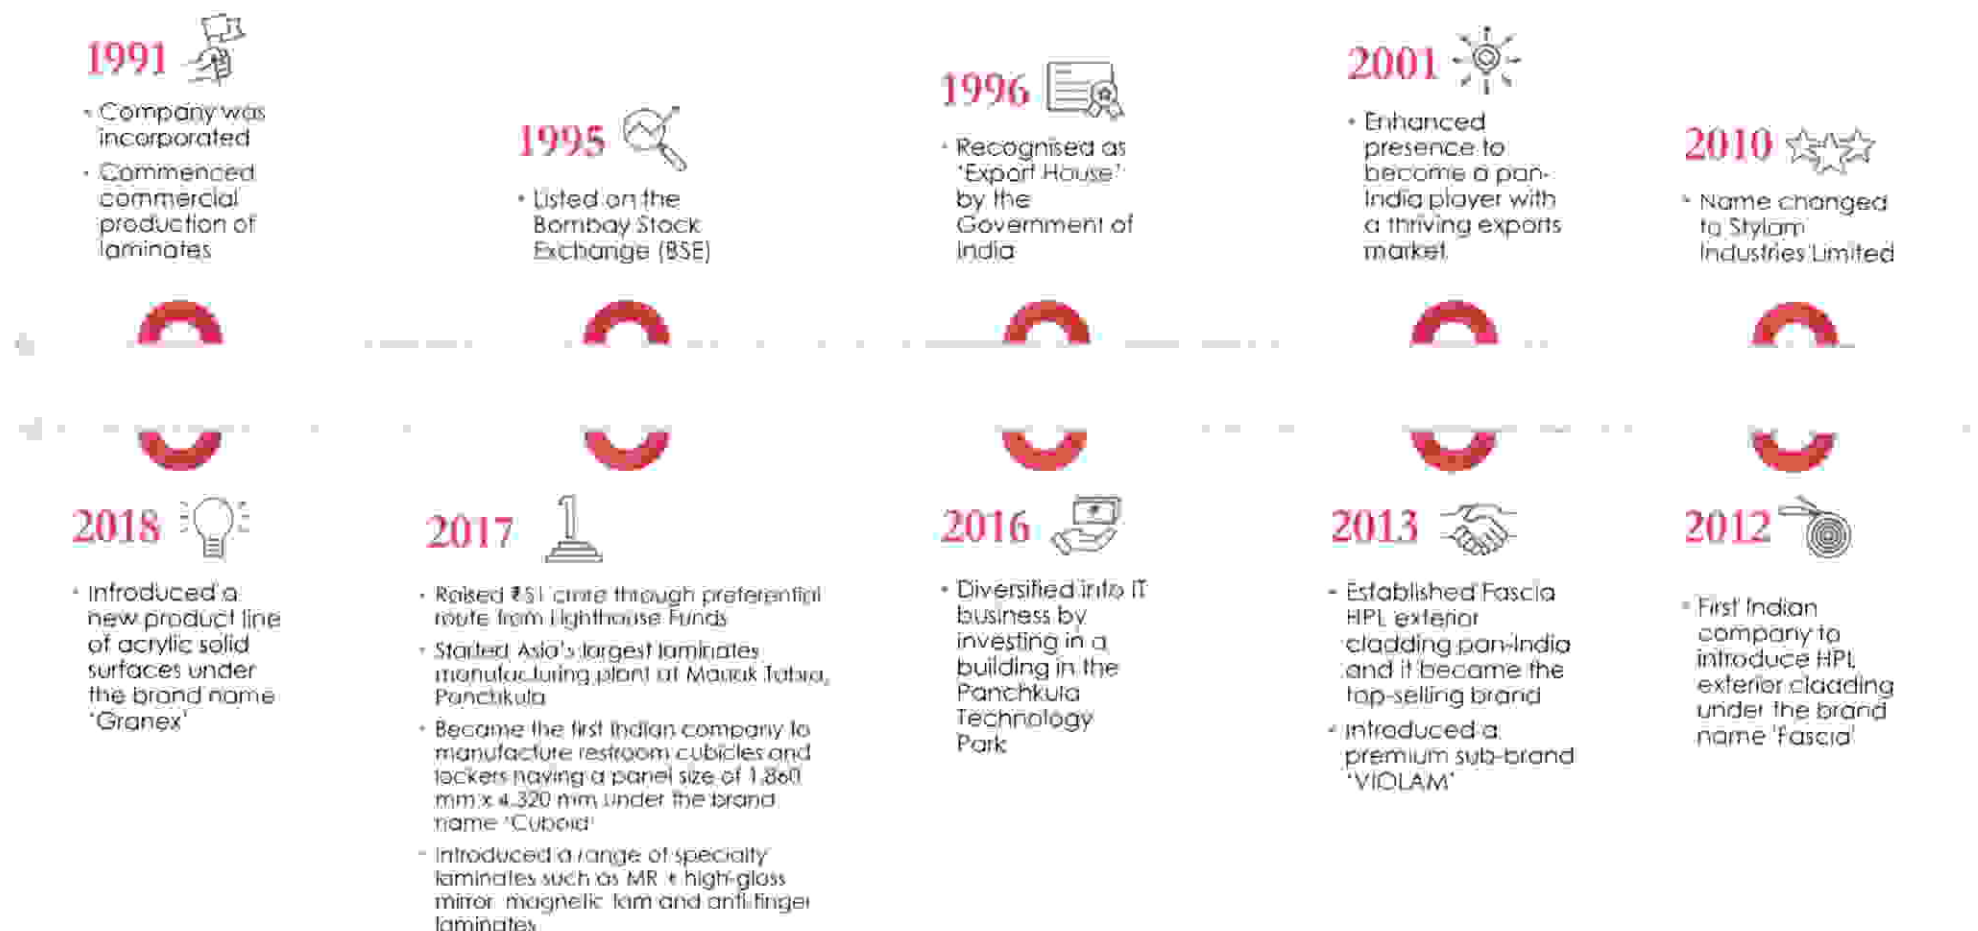 1991
• Company was
incorporated
• Commenced
commercial
production of
laminates
1995
• Listed on the
Bombay Stock
Exchange (BSE)
1996
• Recognised as
'Export House'
by the
Government of
India
2001
• Enhanced
presence to
become a pan-
India player with
a thriving exports
market
2010
• Name changed
to Stylam
Industries Limited
2018
• Introduced a
new product line
of acrylic solid
surfaces under
the brand name
'Granex'
2017
• Raised crore through preferential
route from Lighthouse Funds
• Started Asia's largest laminates
manufacturing plant at
Panchkula
• Became the first Indian company to
manufacture restroom cubicles and
lockers having a panel size of 1,860
mm x 4,320 mm under the brand
name 'Cuboid'
• Introduced a range of specialty
laminates such as MR+ high-gloss
mirror, magnetic lam and anti-finger
laminates
2016
• Diversified into IT
business by
investing in a
building in the
Panchkula
Technology
Park
2013
• Established Fascia
HPL exterior
cladding pan-India
and it became the
top-selling brand
• Introduced a
premium sub-brand
'VIOLAM'
2012
• First Indian
company to
introduce HPL
exterior cladding
under the brand
name 'Fascia'